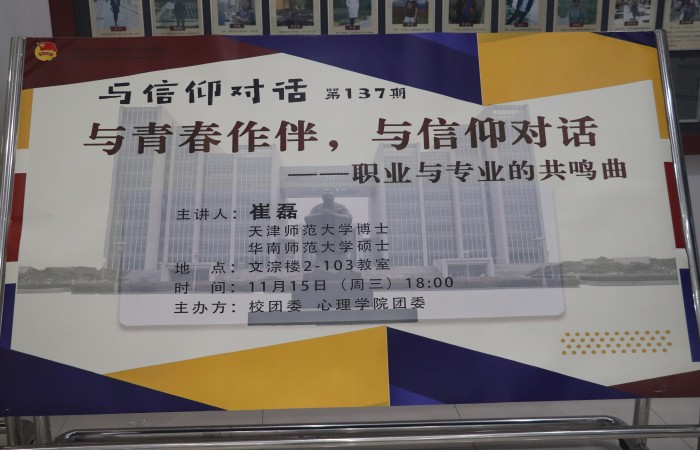 与信仰对话 第137期
与青春作伴，与信仰对话
——职业与专业的共鸣曲
主讲人：崔磊
天津师范大学博士
华南师范大学硕士
地 点：文淙楼2-103教室
时 间：11月15日（周三）18:00
主办方：校团委 心理学院团委